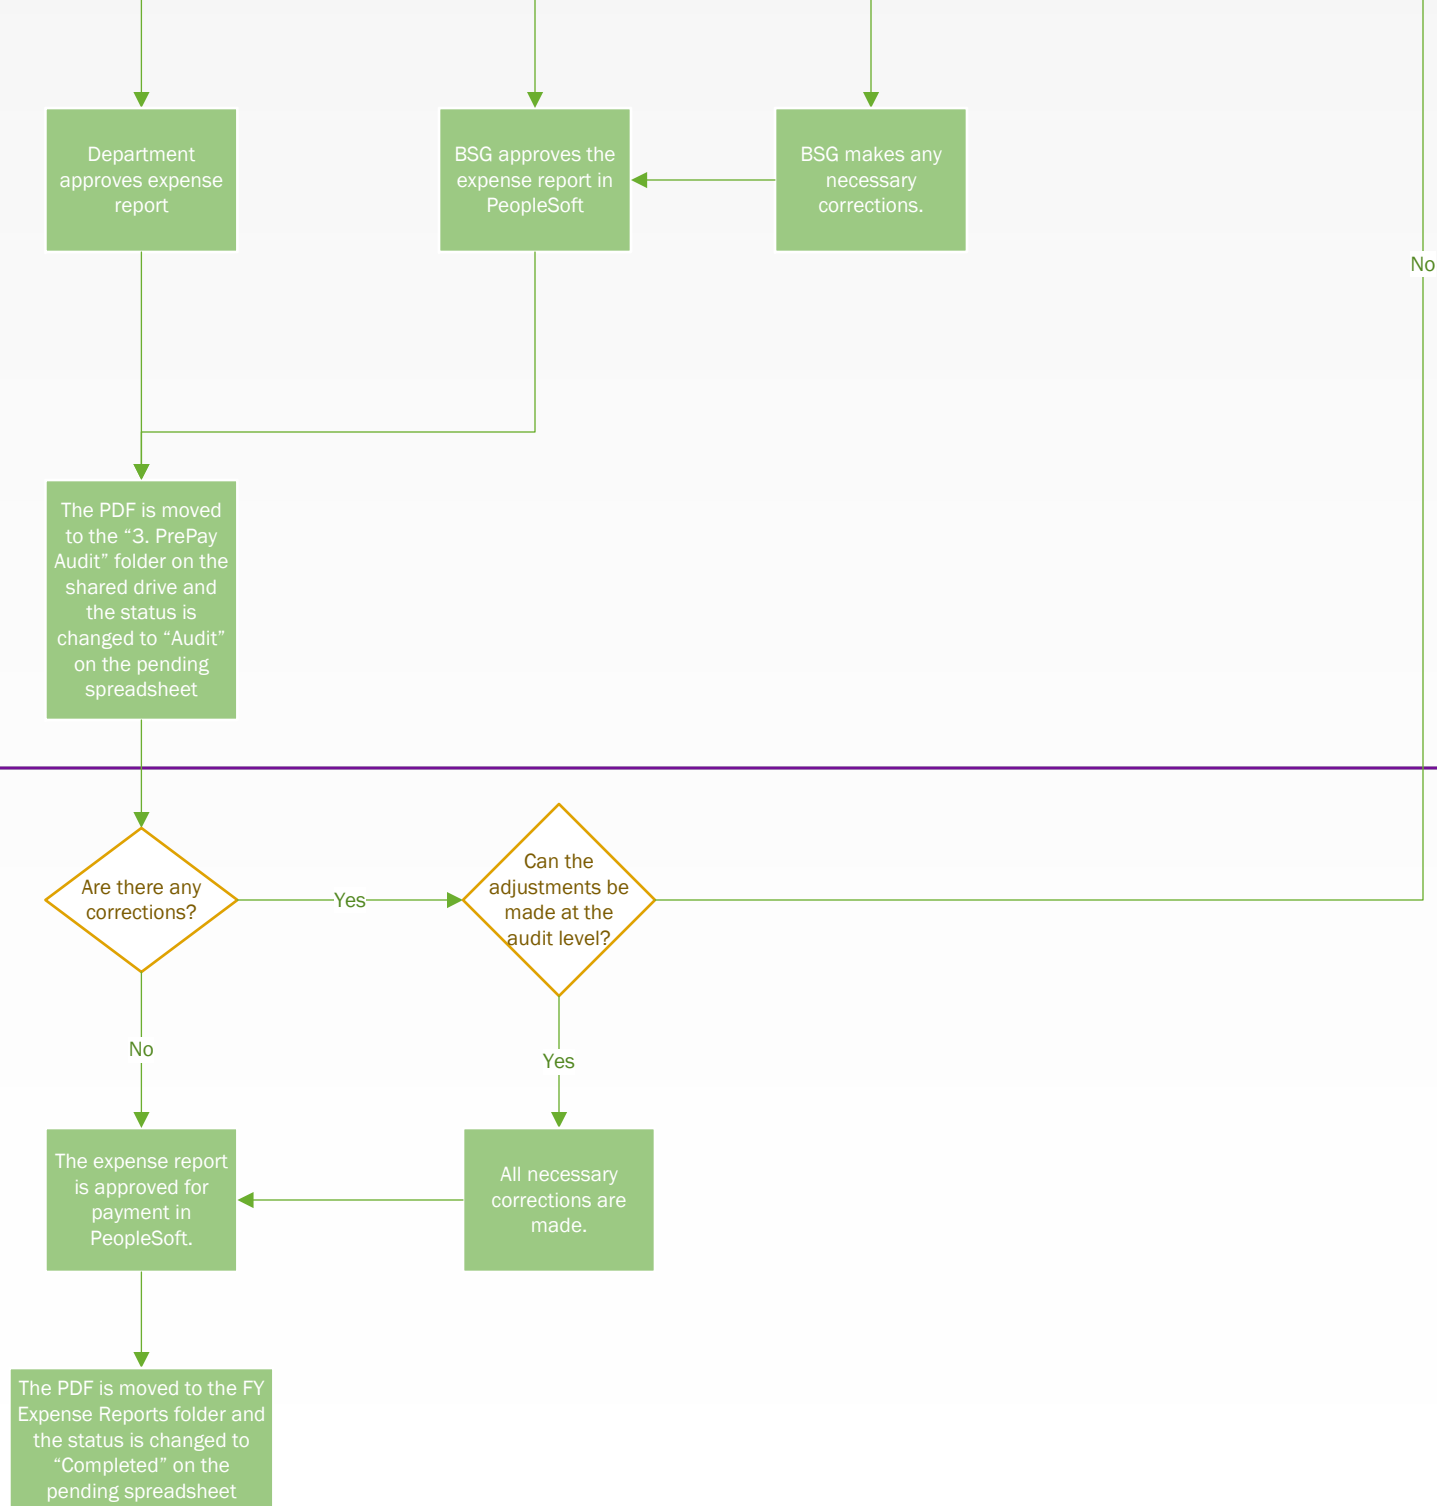 Department
approves expense
report
BSG approves the
expense report in
PeopleSoft
BSG makes any
necessary
corrections.
No
The PDF is moved
to the “3. PrePay
Audit” folder on the
shared drive and
the status is
changed to “Audit”
on the pending
spreadsheet
Are there any
corrections?
Yes
Can the
adjustments be
made at the
audit level?
No
Yes
The expense report
is approved for
payment in
PeopleSoft.
All necessary
corrections are
made.
The PDF is moved to the FY
Expense Reports folder and
the status is changed to
“Completed” on the
pending spreadsheet